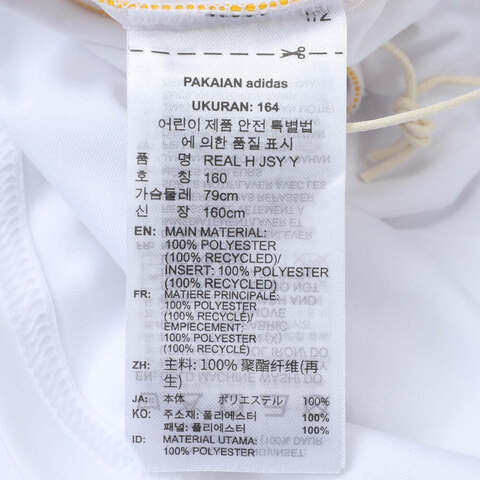 PAKAIAN adidas
UKURAN: 164
어린이 제품 안전 특별법
에 의한 품질 표시
품 명 REAL H JSY Y
호 칭 160
가슴둘레 79cm
신 장 160cm
EN: MAIN MATERIAL:
100% POLYESTER
(100% RECYCLED)/
INSERT: 100% POLYESTER
(100% RECYCLED)
FR: MATIERE PRINCIPALE:
100% POLYESTER
(100% RECYCLE)/
EMPIECEMENT:
100% POLYESTER
(100% RECYCLE)
ZH: 主料: 100% 聚酯纤维(再
生)
JA: 本体 ポリエステル 100%
KO: 주소재: 폴리에스터 100%
패널: 폴리에스터 100%
ID: MATERIAL UTAMA:
100% POLYESTER